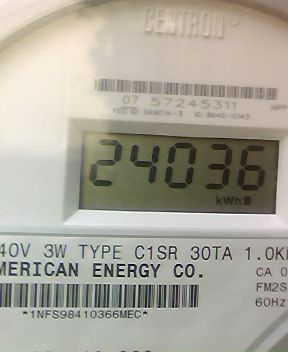 CENTRON®
07 57245311
24036
kWh
40V 3W TYPE C1SR 30TA 1.0K
MERICAN ENERGY CO.
CA 0
FM2S
60Hz
*1NFS98410366MEC*